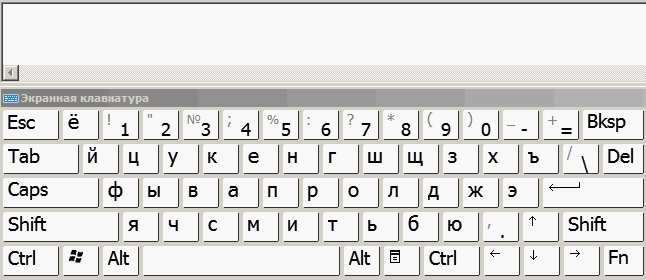 Экранная клавиатура
Esc ё ! 1 " 2 № 3 ; 4 % 5 : 6 ? 7 * 8 ( 9 ) 0 _ - + = Bksp
Tab й ц у к е н г ш щ з х ъ / \ Del
Caps ф ы в а п р о л д ж э
Shift я ч с м и т ь б ю , . ↑ Shift
Ctrl Alt Alt Ctrl ← ↓ → Fn